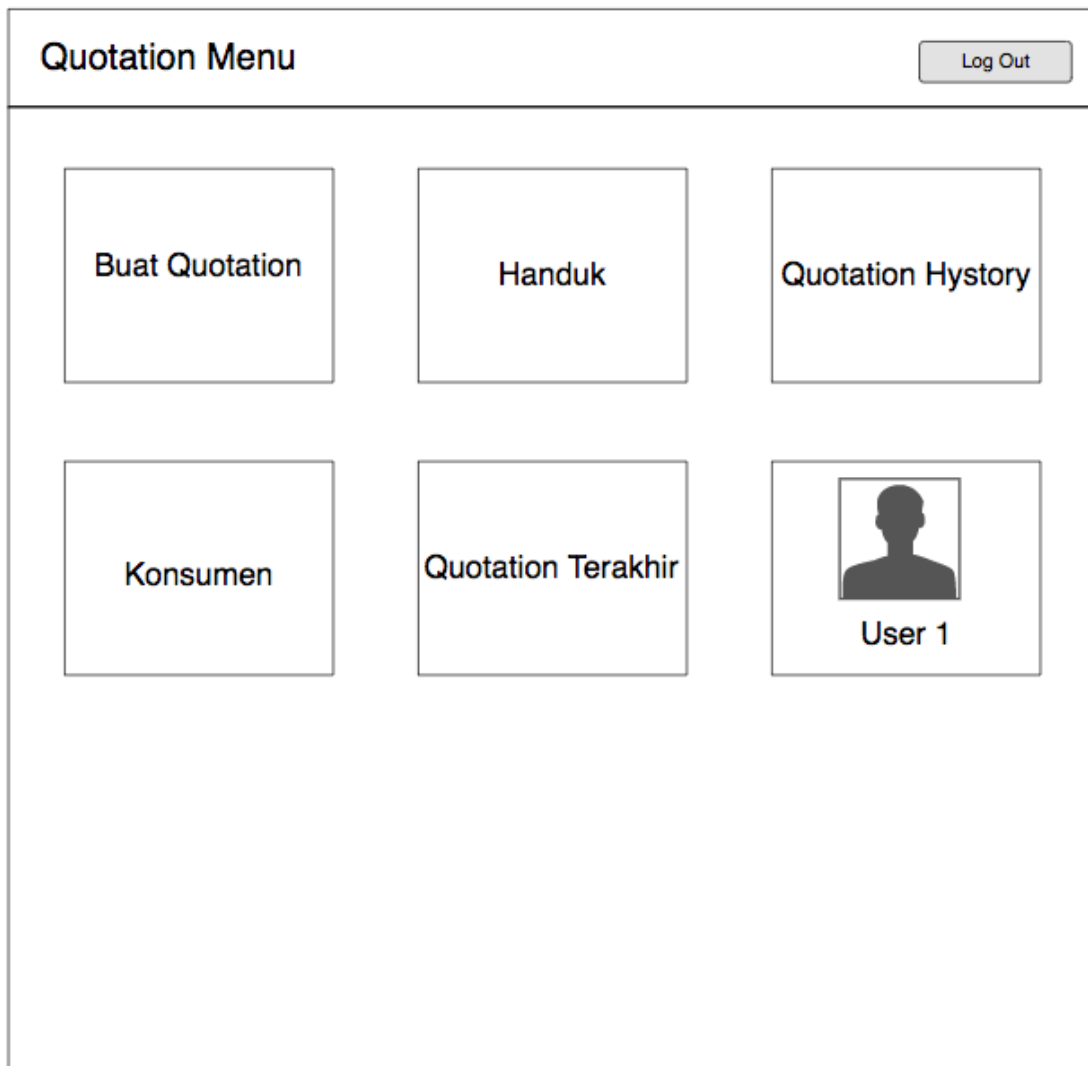 Quotation Menu
Log Out
Buat Quotation
Handuk
Quotation Hystory
Konsumen
Quotation Terakhir
User 1